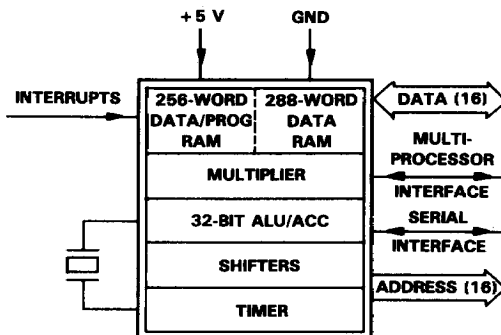 +5 V
GND
INTERRUPTS
256-WORD
DATA/PROG
RAM
288-WORD
DATA
RAM
MULTIPLIER
32-BIT ALU/ACC
SHIFTERS
TIMER
DATA (16)
MULTI-
PROCESSOR
INTERFACE
SERIAL
INTERFACE
ADDRESS (16)